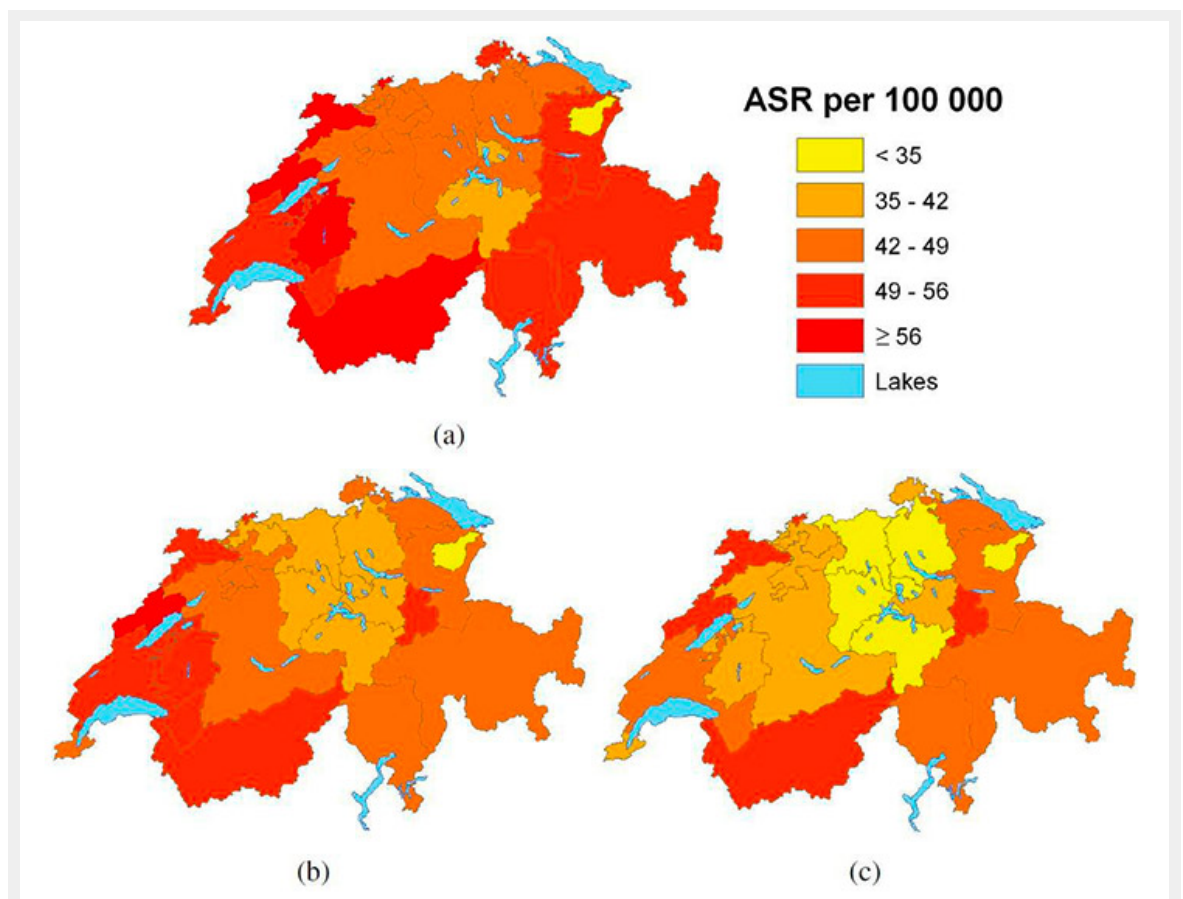 ASR per 100 000
< 35
35 - 42
42 - 49
49 - 56
≥ 56
Lakes
(a)
(b)
(c)